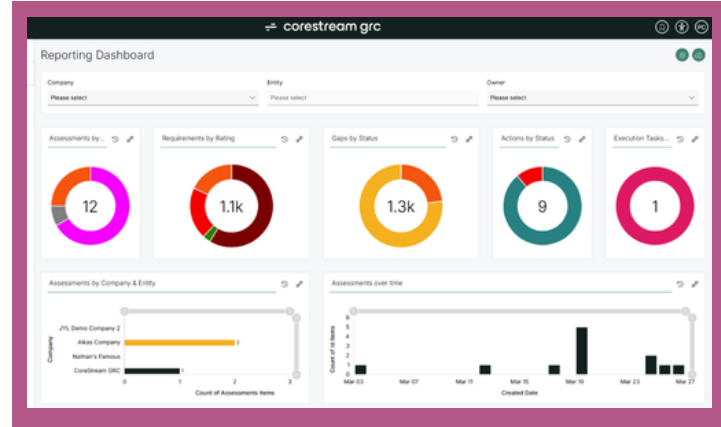 corestream grc
PC
Reporting Dashboard
Company
Entity
Owner
Please select
Please select
Please select
Assessments by...
Requirements by Rating
Gaps by Status
Actions by Status
Execution Tasks...
12
1.1k
1.3k
9
1
Assessments by Company & Entity
Assessments over time
Company
JYL Demo Company 2
Alkas Company
Nathan's Famous
CoreStream GRC
2
1
0
1
2
3
Count of Assessments Items
Count of Id Items
6
5
4
3
2
1
0
Mar 03
Mar 07
Mar 11
Mar 15
Mar 19
Mar 23
Mar 27
Created Date